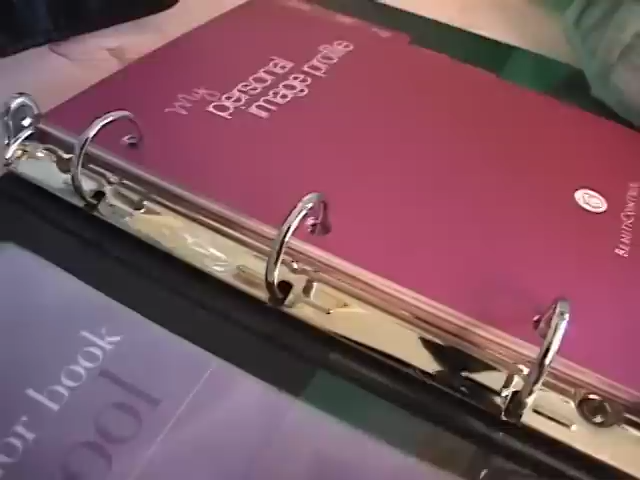 my
personal
image profile
BEAUTICONTROL
or book
ool